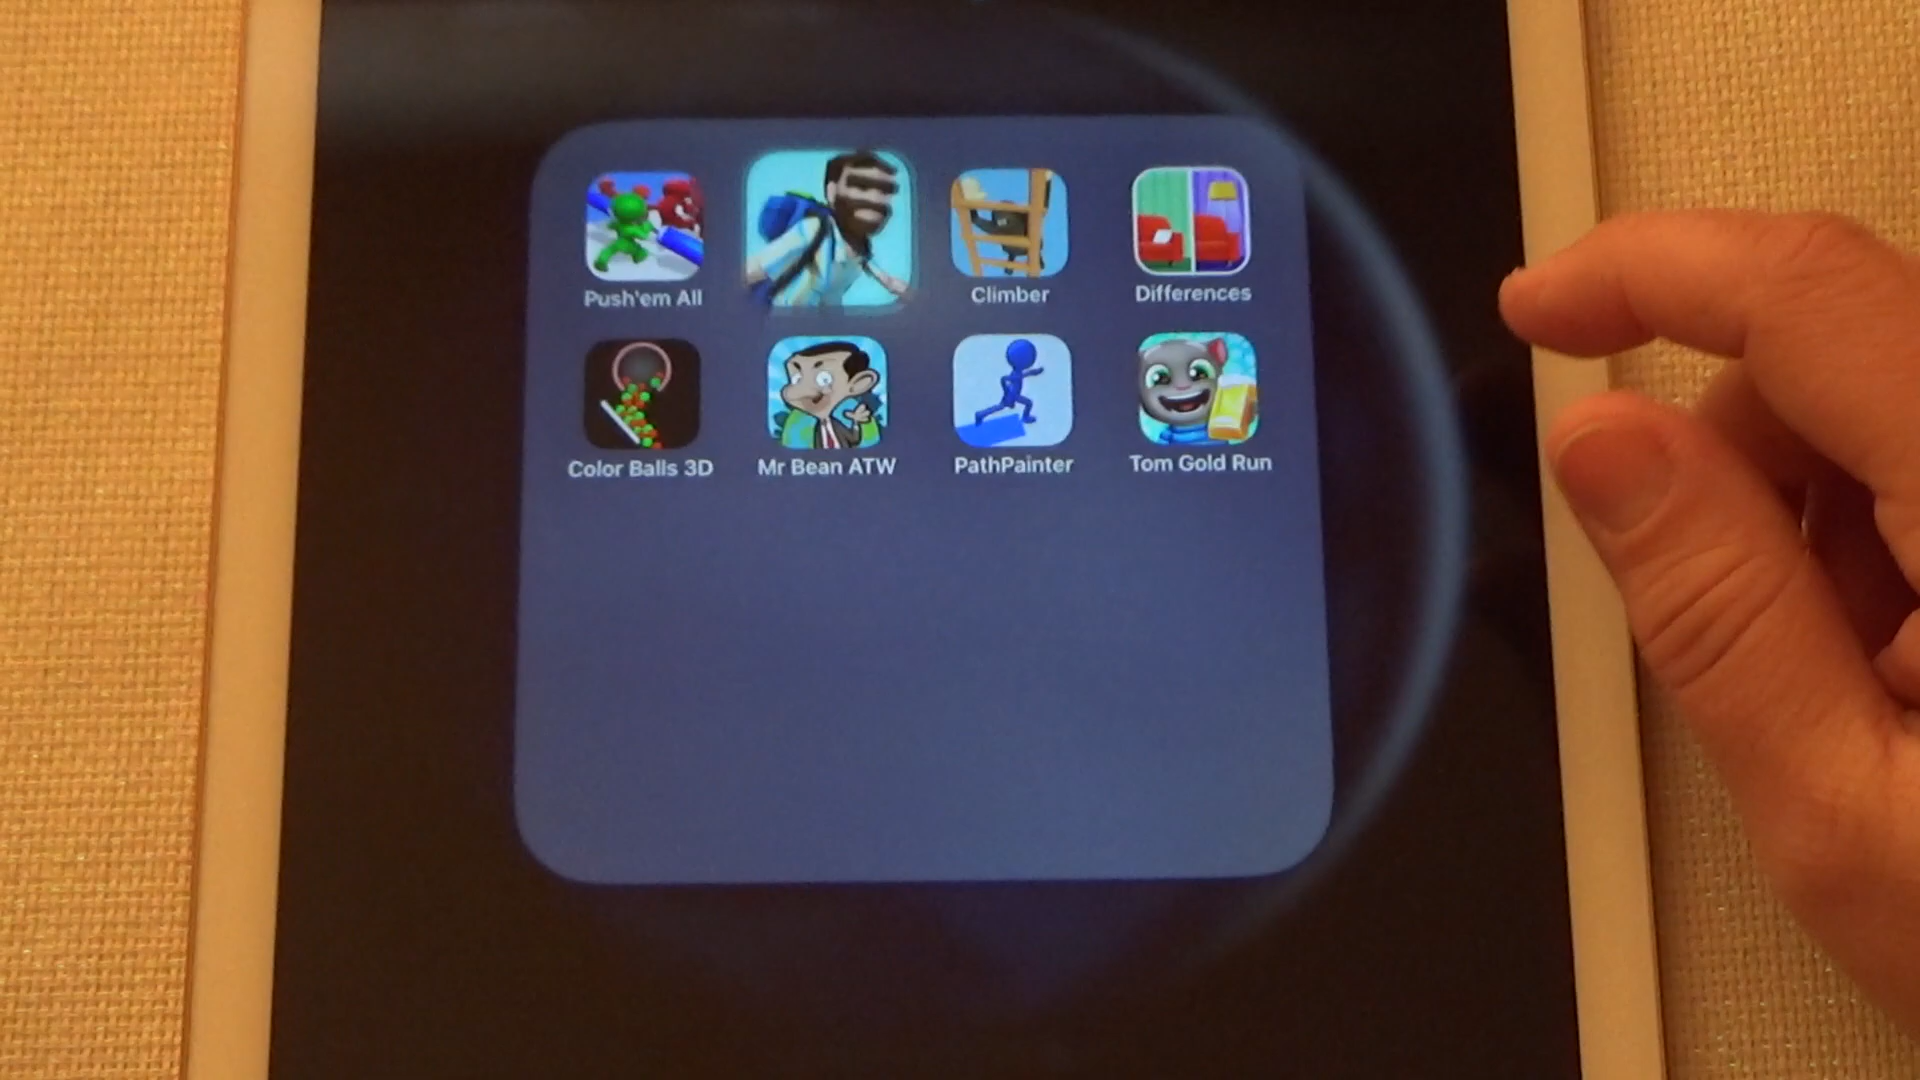 Push'em All
Climber
Differences
Color Balls 3D
Mr Bean ATW
PathPainter
Tom Gold Run